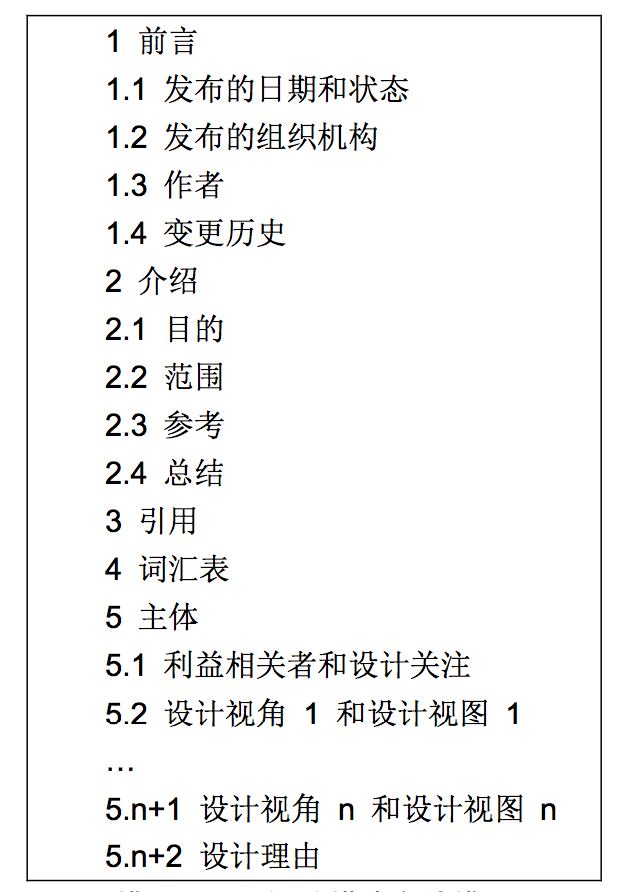 1 前言
1.1 发布的日期和状态
1.2 发布的组织机构
1.3 作者
1.4 变更历史
2 介绍
2.1 目的
2.2 范围
2.3 参考
2.4 总结
3 引用
4 词汇表
5 主体
5.1 利益相关者和设计关注
5.2 设计视角 1 和设计视图 1
…
5.n+1 设计视角 n 和设计视图 n
5.n+2 设计理由